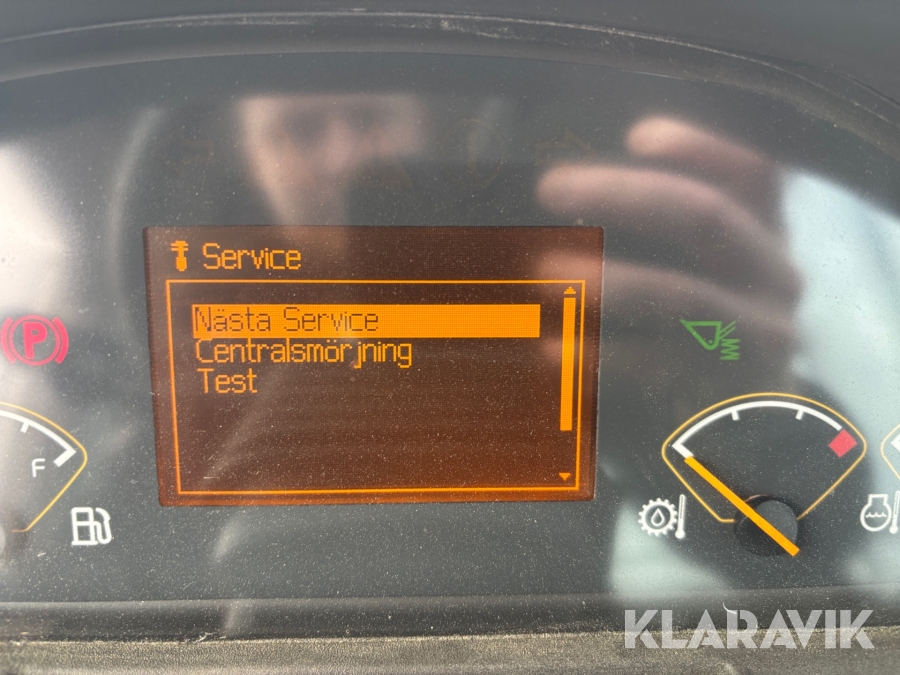 Service
Nästa Service
Centralsmörjning
Test
P
F
KLARAVIK